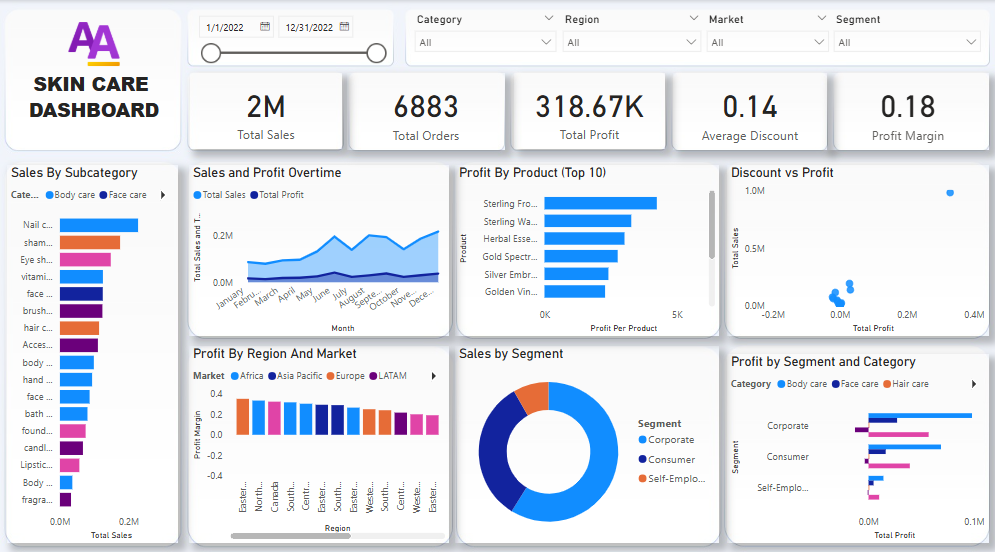 AA
SKIN CARE
DASHBOARD
1/1/2022
12/31/2022
Category
All
Region
All
Market
All
Segment
All
2M
Total Sales
6883
Total Orders
318.67K
Total Profit
0.14
Average Discount
0.18
Profit Margin
Sales By Subcategory
Cate... Body care Face care
Nail c...
sham...
Eye sh...
vitami...
face ...
brush...
hair c...
Acces...
body ...
hand ...
face ...
bath ...
found...
candl...
Lipstic...
Body ...
fragra...
0.0M 0.2M
Total Sales
Sales and Profit Overtime
Total Sales Total Profit
Total Sales and T...
0.2M
0.0M
January
Febru...
March
April
May
June
July
August
Septe...
October
Nove...
Dece...
Month
Profit By Product (Top 10)
Product
Sterling Fro...
Sterling Wa...
Herbal Esse...
Gold Spectr...
Silver Embr...
Golden Vin...
0K 5K
Profit Per Product
Discount vs Profit
Total Sales
1.0M
0.5M
0.0M
-0.2M 0.0M 0.2M 0.4M
Total Profit
Profit By Region And Market
Market Africa Asia Pacific Europe LATAM
Profit Margin
0.4
0.2
0.0
-0.2
-0.4
Easter...
North...
Canada
South...
Centr...
Easter...
South...
Easter...
Weste...
South...
Centr...
Weste...
Easter...
Region
Sales by Segment
Segment
Corporate
Consumer
Self-Emplo...
Profit by Segment and Category
Category Body care Face care Hair care
Segment
Corporate
Consumer
Self-Emplo...
0.0M 0.1M
Total Profit